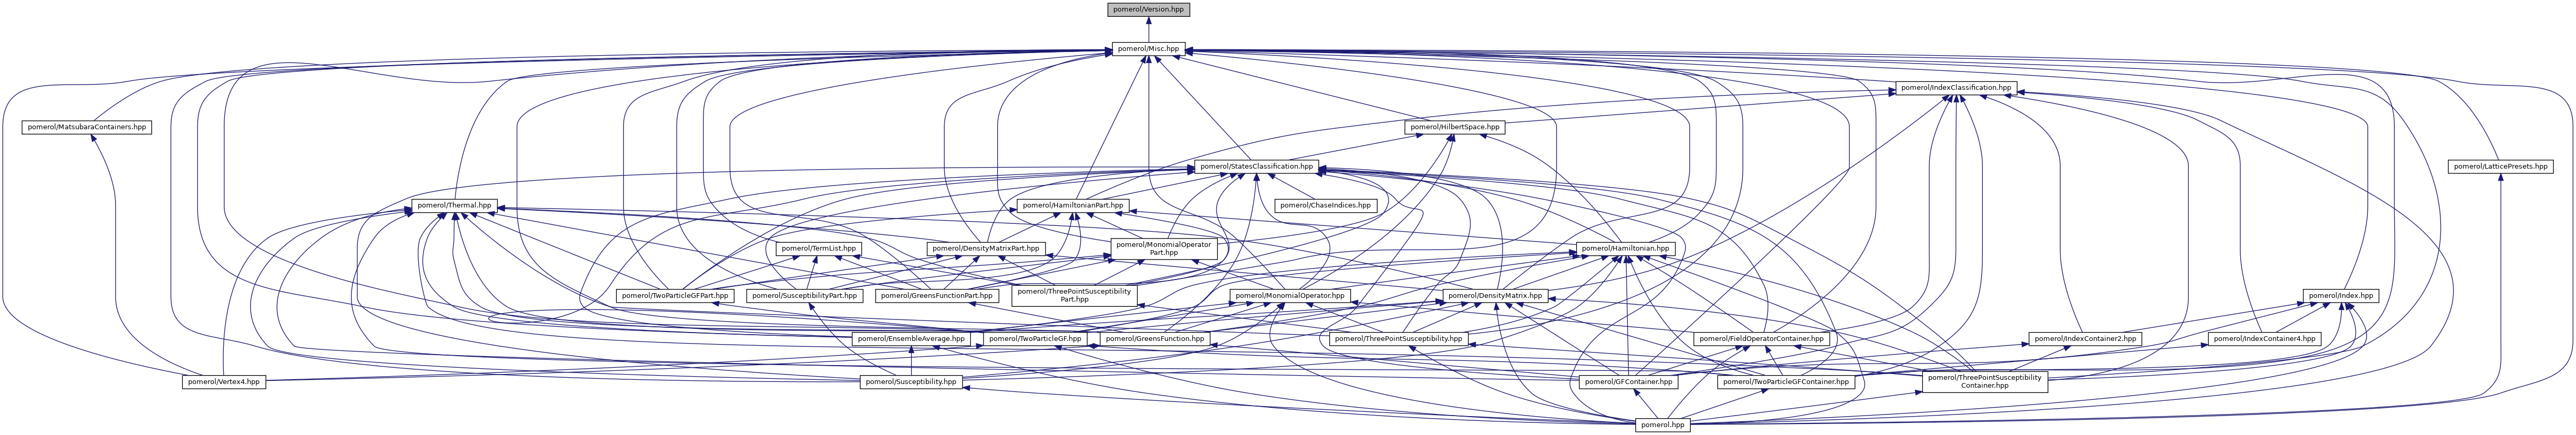 pomerol/Version.hpp
pomerol/Misc.hpp
pomerol/IndexClassification.hpp
pomerol/MatsubaraContainers.hpp
pomerol/HilbertSpace.hpp
pomerol/StatesClassification.hpp
pomerol/LatticePresets.hpp
pomerol/Thermal.hpp
pomerol/HamiltonianPart.hpp
pomerol/ChaseIndices.hpp
pomerol/TermList.hpp
pomerol/DensityMatrixPart.hpp
pomerol/MonomialOperator
Part.hpp
pomerol/Hamiltonian.hpp
pomerol/TwoParticleGFPart.hpp
pomerol/SusceptibilityPart.hpp
pomerol/GreensFunctionPart.hpp
pomerol/ThreePointSusceptibility
Part.hpp
pomerol/MonomialOperator.hpp
pomerol/DensityMatrix.hpp
pomerol/Index.hpp
pomerol/EnsembleAverage.hpp
pomerol/TwoParticleGF.hpp
pomerol/GreensFunction.hpp
pomerol/ThreePointSusceptibility.hpp
pomerol/FieldOperatorContainer.hpp
pomerol/IndexContainer2.hpp
pomerol/IndexContainer4.hpp
pomerol/Vertex4.hpp
pomerol/Susceptibility.hpp
pomerol/GFContainer.hpp
pomerol/TwoParticleGFContainer.hpp
pomerol/ThreePointSusceptibility
Container.hpp
pomerol.hpp